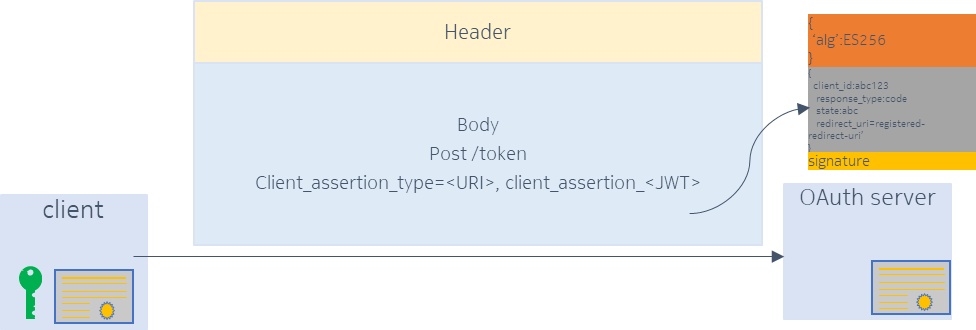 Header
Body
Post /token
Client_assertion_type=<URI>, client_assertion_<JWT>
{
'alg':ES256
}
{
client_id:abc123
response_type:code
state:abc
redirect_uri=registered-
redirect-uri'
}
signature
client
OAuth server